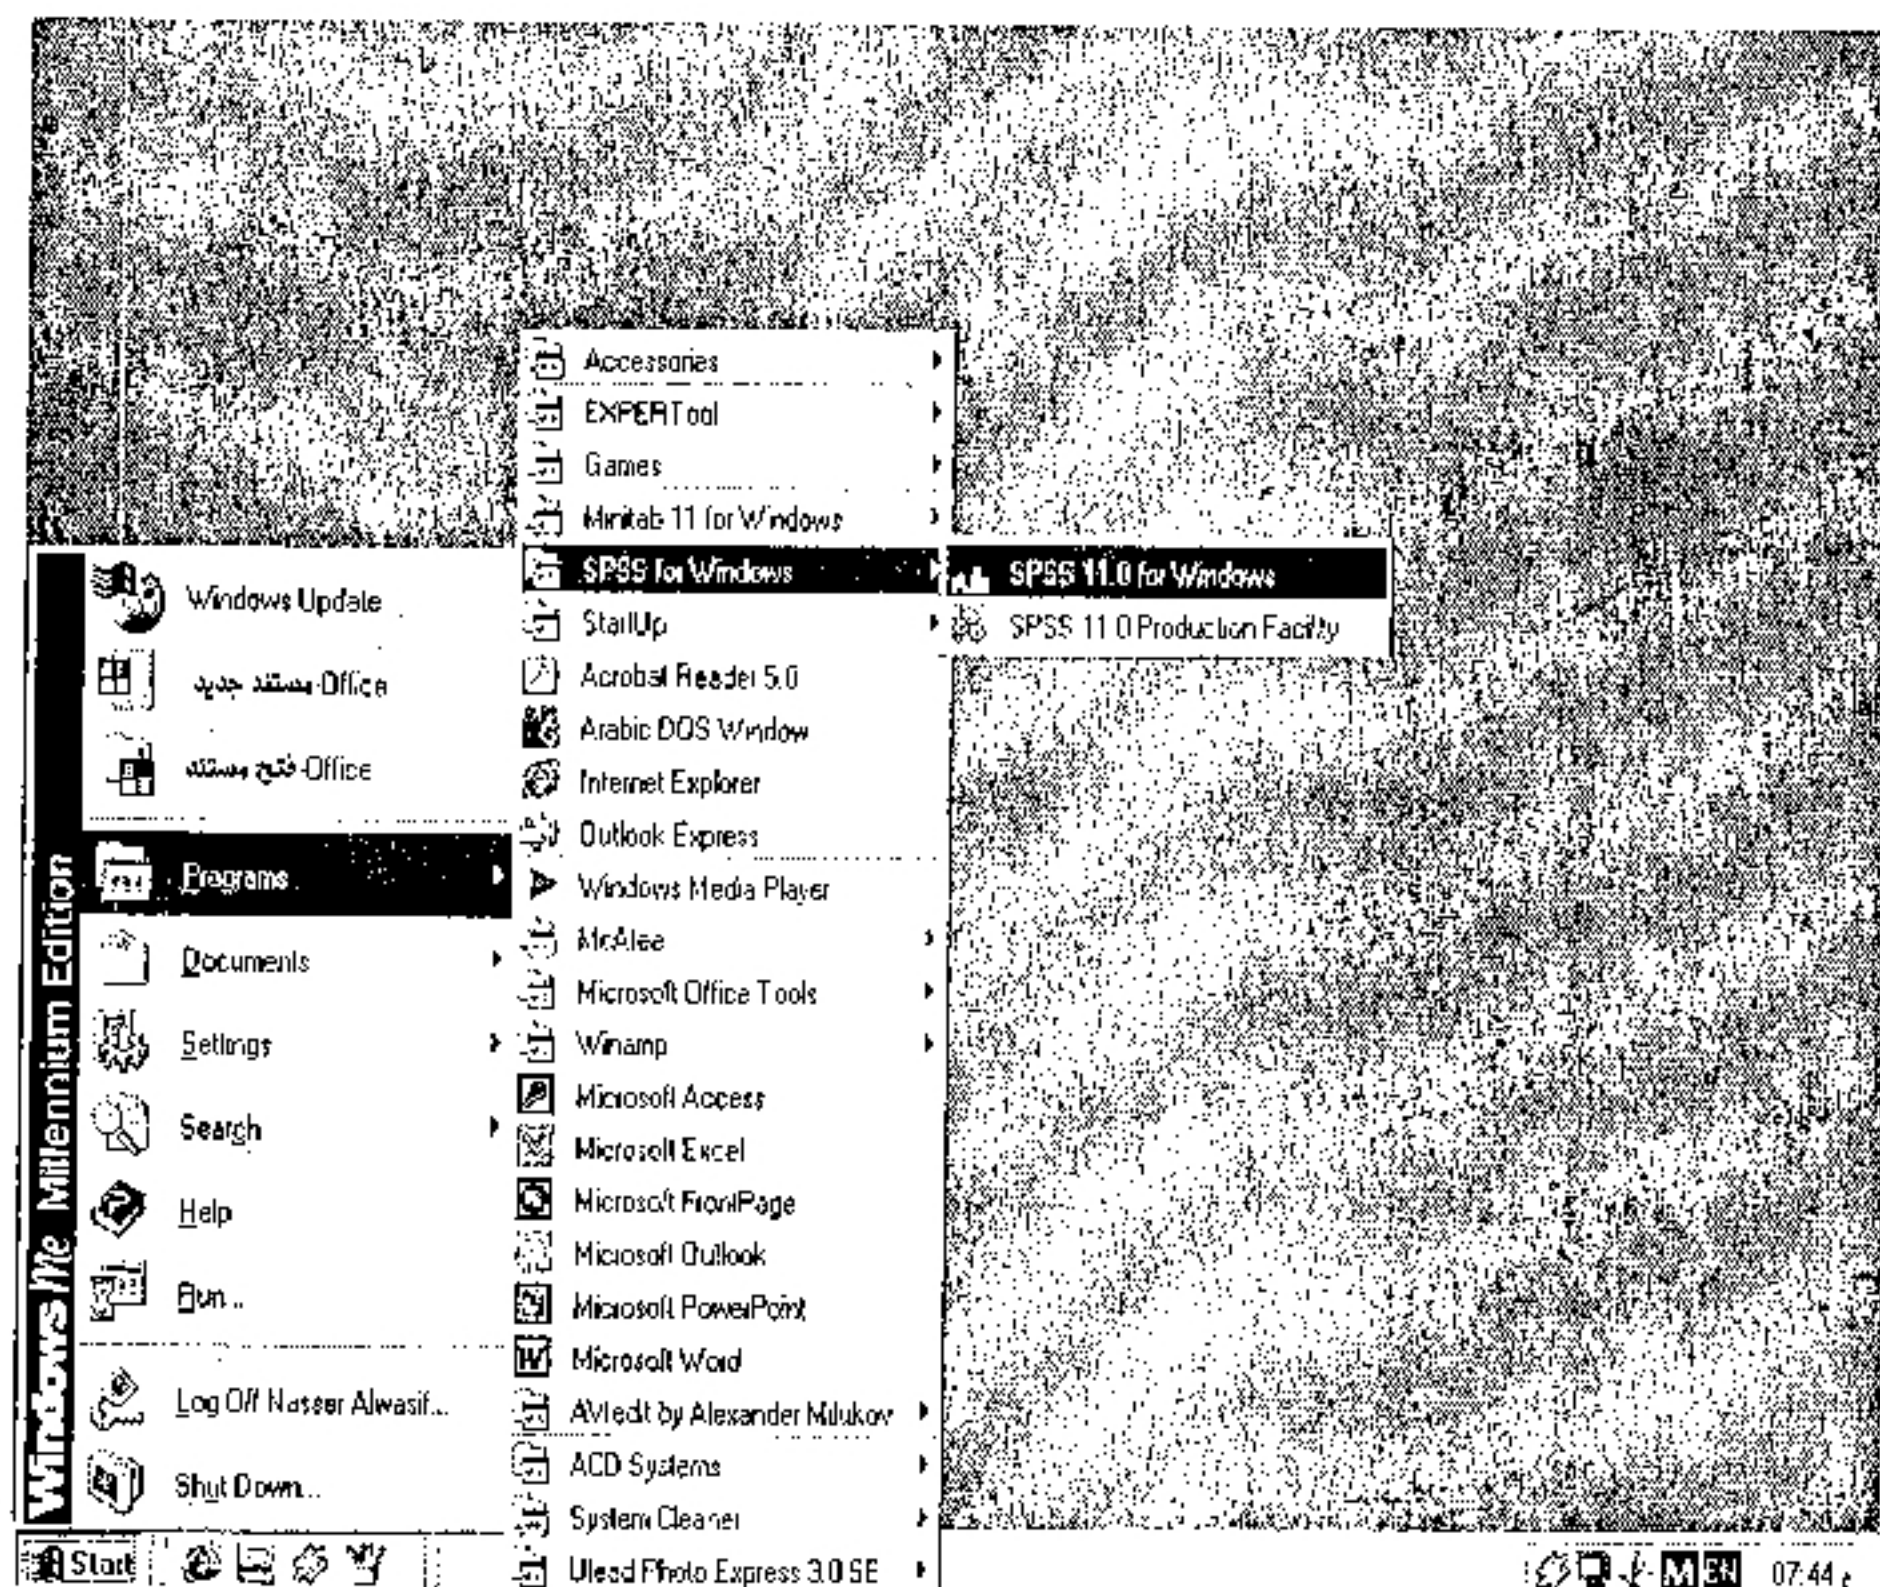 Accessories
EXPERTool
Games
Minitab 11 for Windows
SPSS for Windows
StartUp
Acrobat Reader 5.0
Arabic DOS Window
Internet Explorer
Outlook Express
Windows Media Player
McAfee
Microsoft Office Tools
Winamp
Microsoft Access
Microsoft Excel
Microsoft FrontPage
Microsoft Outlook
Microsoft PowerPoint
Microsoft Word
AVIedit by Alexander Milukov
ACD Systems
System Cleaner
Ulead Photo Express 3.0 SE
SPSS 11.0 for Windows
SPSS 11.0 Production Facility
Windows Update
مستند جديد-Office
فتح مستند-Office
Programs
Documents
Settings
Search
Help
Run...
Log Off Nasser Alwasif...
Shut Down...
Windows Me Millennium Edition
Start
M EN 07:44 م